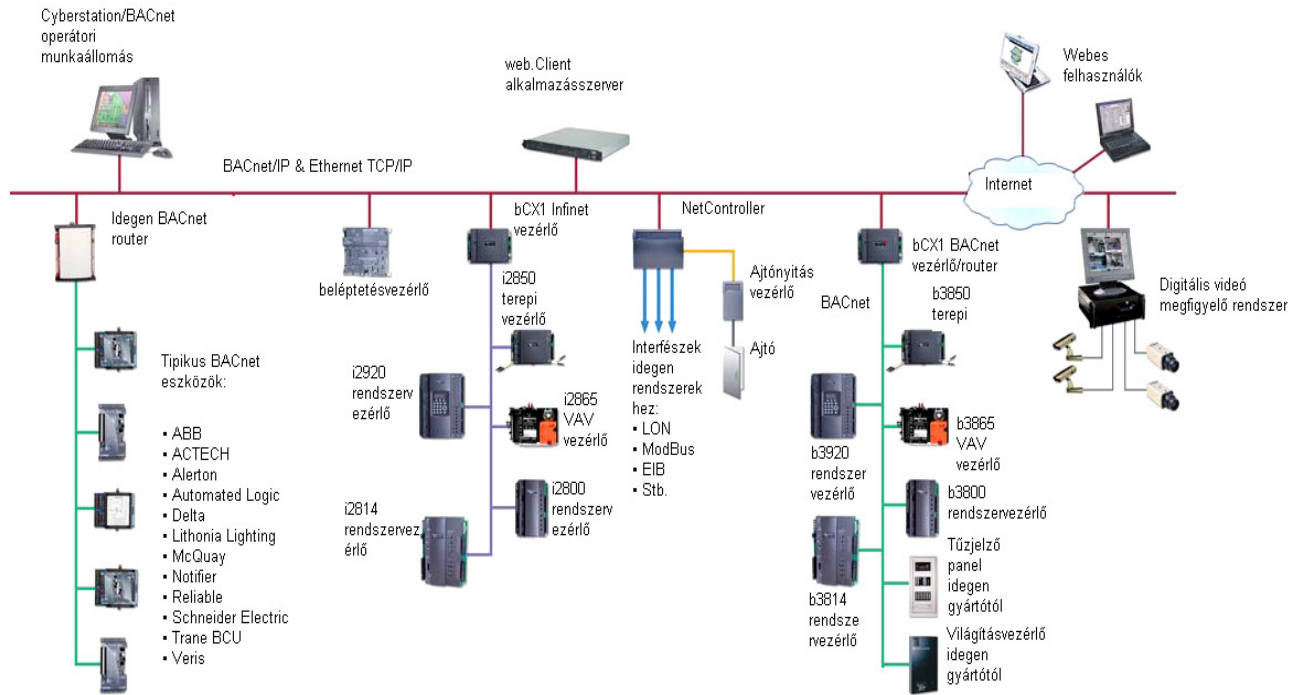 Cyberstation/BACnet
operátori
munkaállomás
web.Client
alkalmazásszerver
Webes
felhasználók
BACnet/IP & Ethernet TCP/IP
Internet
Idegen BACnet
router
beléptetésvezérlő
bCX1 Infinet
vezérlő
NetController
bCX1 BACnet
vezérlő/router
Digitális videó
megfigyelő rendszer
Tipikus BACnet
eszközök:
▪ ABB
▪ ACTECH
▪ Alerton
▪ Automated Logic
▪ Delta
▪ Lithonia Lighting
▪ McQuay
▪ Notifier
▪ Reliable
▪ Schneider Electric
▪ Trane BCU
▪ Veris
i2850
terepi
vezérlő
i2920
rendszerv
ezérlő
i2865
VAV
vezérlő
i2814
rendszervez
érlő
i2800
rendszerv
ezérlő
Ajtónyitás
vezérlő
Ajtó
Interfészek
idegen
rendszerek
hez:
▪ LON
▪ ModBus
▪ EIB
▪ Stb.
BACnet
b3850
terepi
b3920
rendszer
vezérlő
b3865
VAV
vezérlő
b3800
rendszervezérlő
b3814
rendsze
rvezérlő
Tűzjelző
panel
idegen
gyártótól
Világításvezérlő
idegen
gyártótól